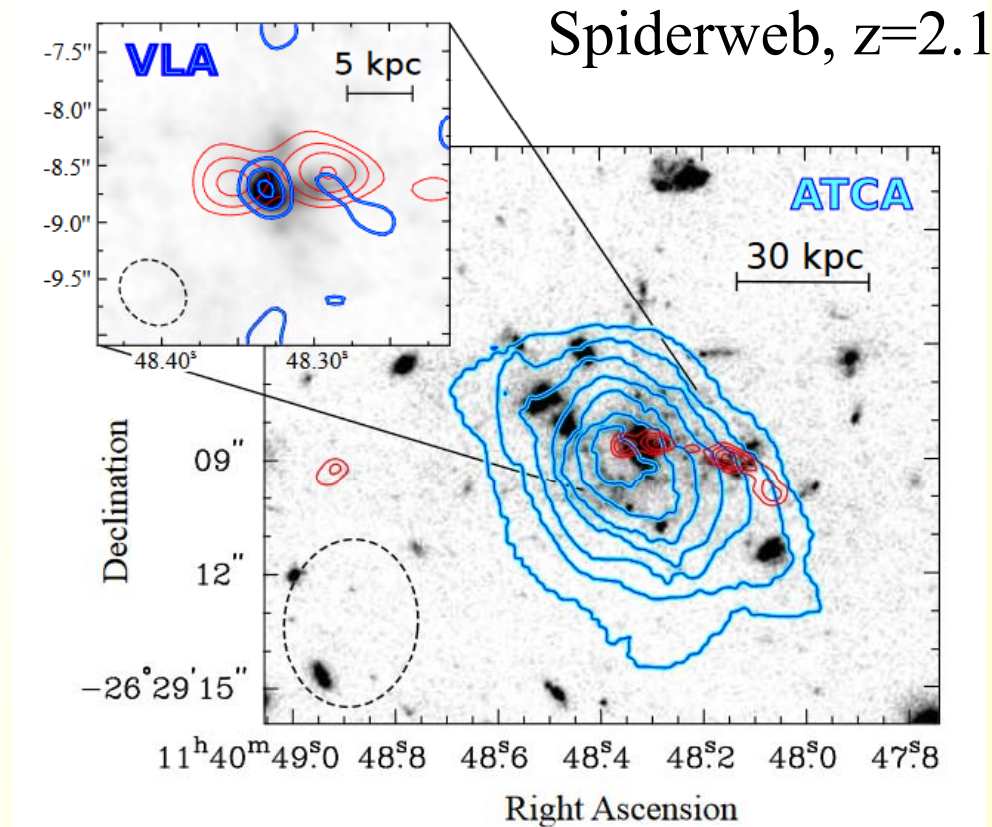 Spiderweb, z=2.1
VLA
5 kpc
-7.5"
-8.0"
-8.5"
-9.0"
-9.5"
48.40ˢ 48.30ˢ
ATCA
30 kpc
Declination
09"
12"
−26°29'15"
11ʰ40ᵐ49ˢ.0 48ˢ.8 48ˢ.6 48ˢ.4 48ˢ.2 48ˢ.0 47ˢ.8
Right Ascension